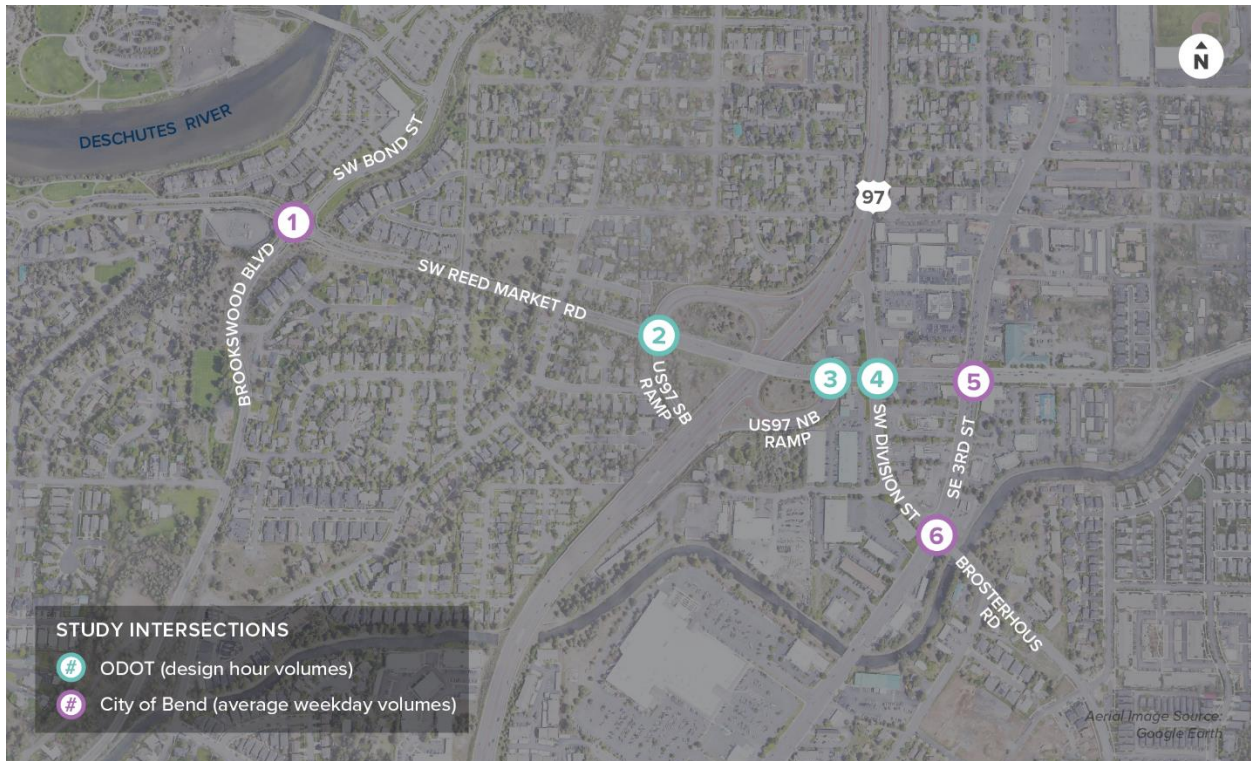 N
DESCHUTES RIVER
SW BOND ST
97
1
BROOKSWOOD BLVD
SW REED MARKET RD
2
US97 SB
RAMP
3
4
5
US97 NB
RAMP
SW DIVISION ST
SE 3RD ST
6
BROSTERHOUS
RD
STUDY INTERSECTIONS
# ODOT (design hour volumes)
# City of Bend (average weekday volumes)
Aerial Image Source:
Google Earth